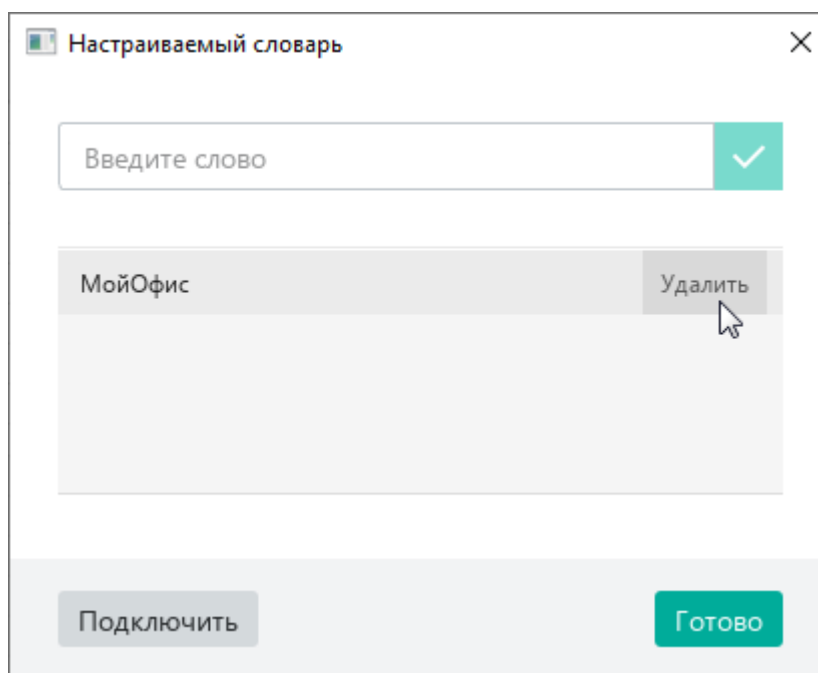 Настраиваемый словарь
Введите слово
МойОфис Удалить
Подключить Готово